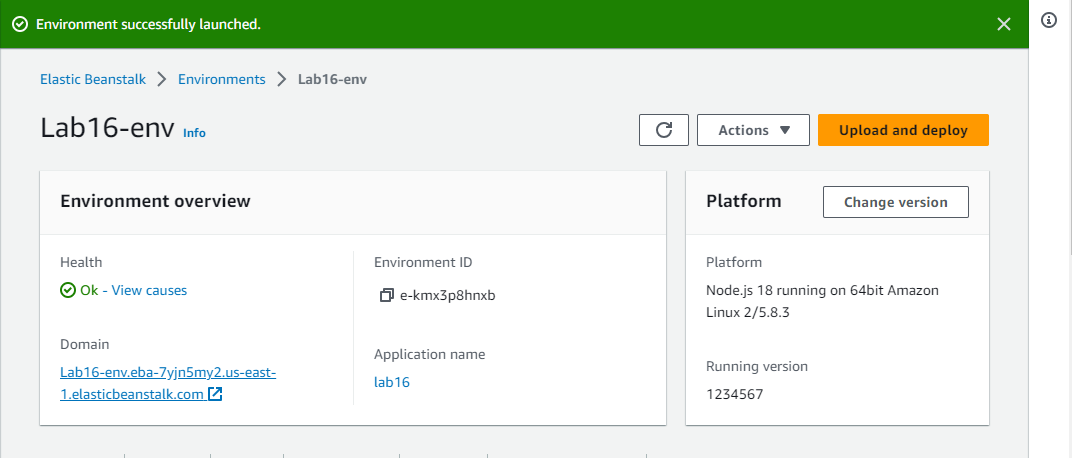 Environment successfully launched.
Elastic Beanstalk > Environments > Lab16-env
Lab16-env Info
Actions
Upload and deploy
Environment overview
Health
Ok - View causes
Domain
Lab16-env.eba-7yjn5my2.us-east-
1.elasticbeanstalk.com
Environment ID
e-kmx3p8hnxb
Application name
lab16
Platform
Change version
Platform
Node.js 18 running on 64bit Amazon
Linux 2/5.8.3
Running version
1234567